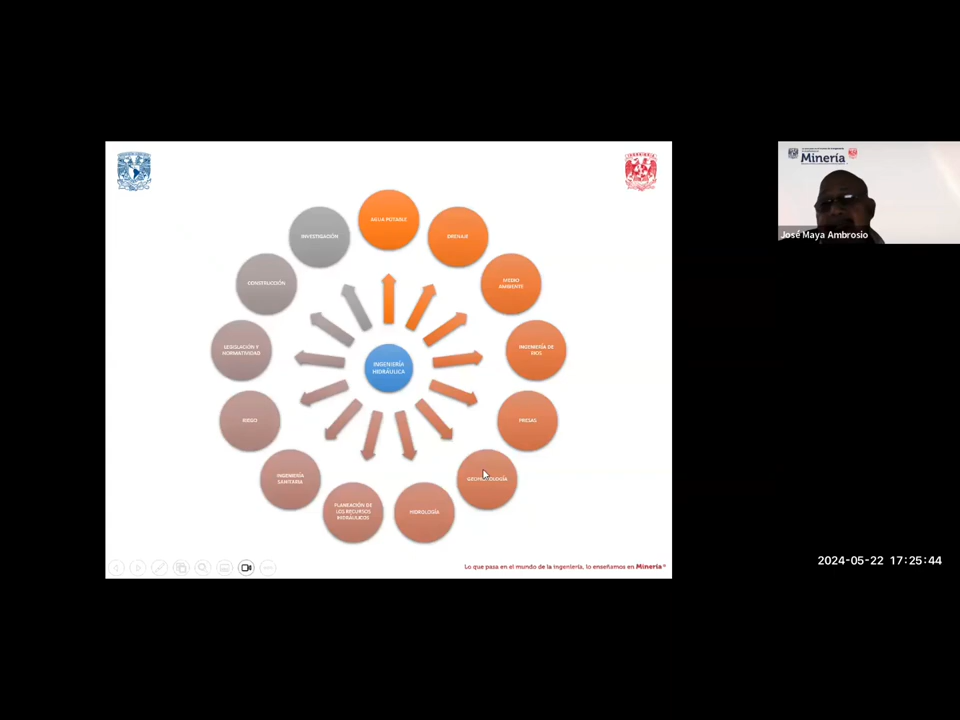 Minería
José Maya Ambrosio
AGUA POTABLE
DRENAJE
MEDIO
AMBIENTE
INGENIERÍA DE
RIOS
PRESAS
HIDROLOGÍA
PLANEACIÓN DE
LOS RECURSOS
HIDRÁULICOS
INGENIERÍA
SANITARIA
RIEGO
LEGISLACIÓN Y
NORMATIVIDAD
CONSTRUCCIÓN
INVESTIGACIÓN
INGENIERÍA
HIDRÁULICA
Lo que pasa en el mundo de la ingeniería, lo enseñamos en Minería
2024-05-22 17:25:44